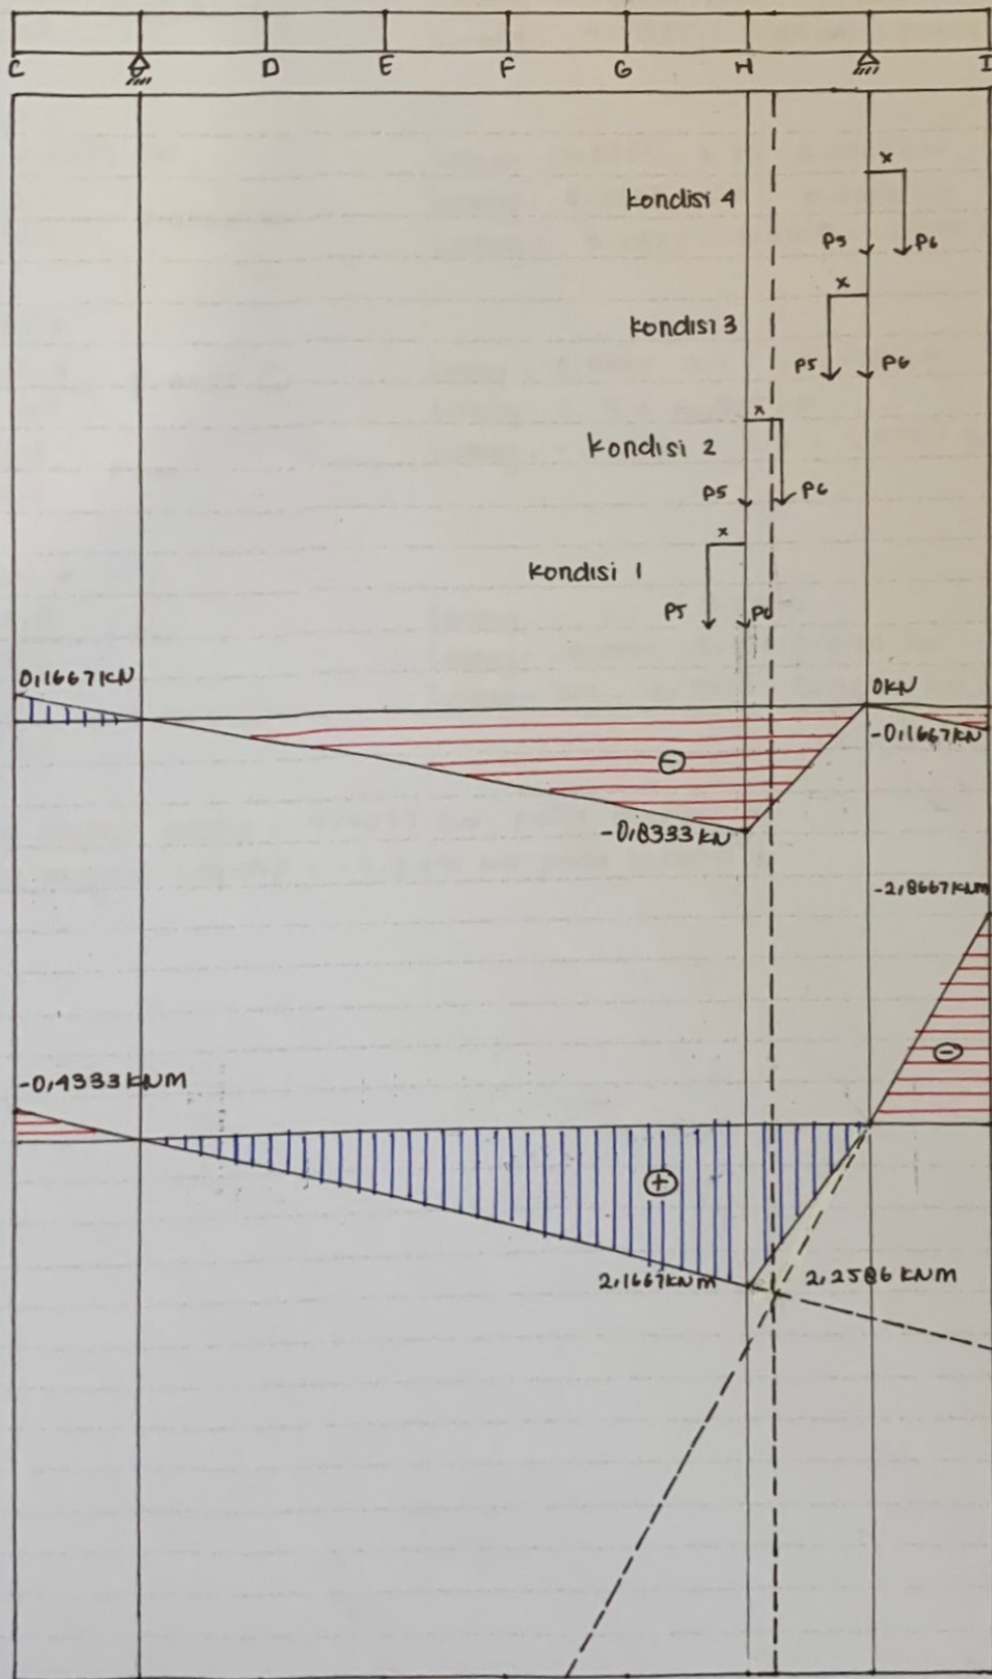 C D E F G H I
kondisi 4
x
P5 P6
x
kondisi 3
P5 P6
x
kondisi 2
P5 P6
x
kondisi 1
P5 P6
0,1667 KN
0 KN
-0,1667 KN
⊖
-0,8333 KN
-2,8667 KNM
⊖
-0,4333 KNM
⊕
2,1667 KNM
2,2586 KNM